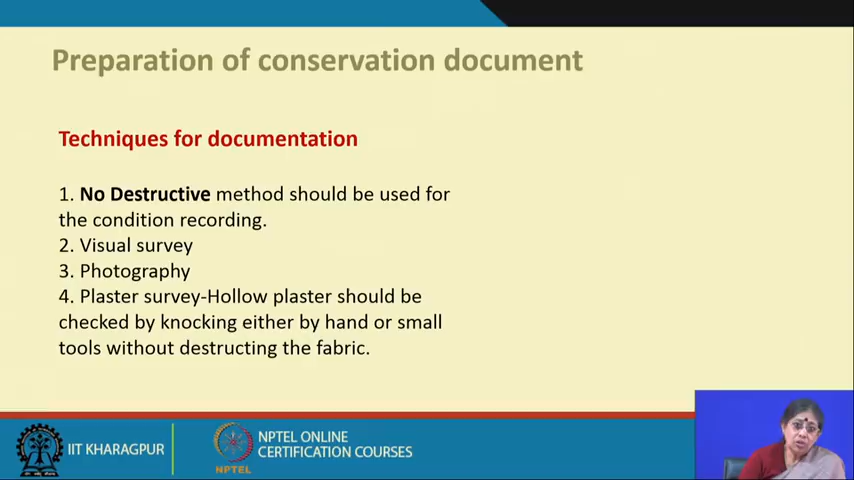 Preparation of conservation document
Techniques for documentation
1. No Destructive method should be used for
the condition recording.
2. Visual survey
3. Photography
4. Plaster survey-Hollow plaster should be
checked by knocking either by hand or small
tools without destructing the fabric.
IIT KHARAGPUR
NPTEL
NPTEL ONLINE
CERTIFICATION COURSES